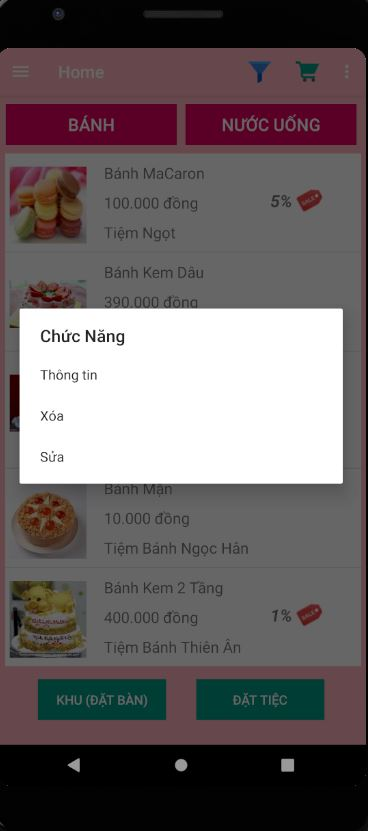 Home
BÁNH
NƯỚC UỐNG
Bánh MaCaron
100.000 đồng
5%
SALE
Tiệm Ngọt
Bánh Kem Dâu
390.000 đồng
Chức Năng
Thông tin
Xóa
Sửa
Bánh Mặn
10.000 đồng
Tiệm Bánh Ngọc Hân
Bánh Kem 2 Tầng
400.000 đồng
1%
SALE
Tiệm Bánh Thiên Ân
KHU (ĐẶT BÀN)
ĐẶT TIỆC